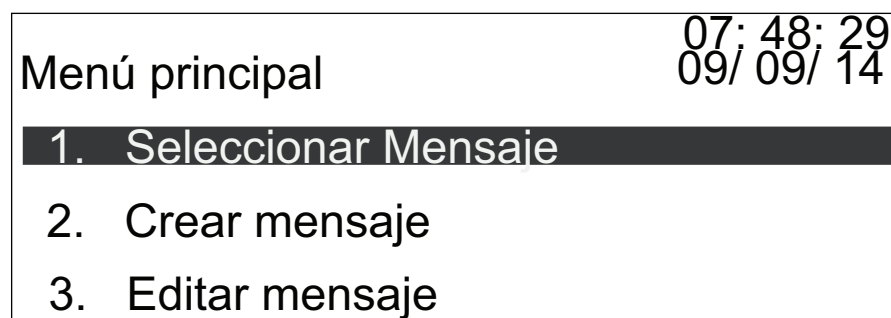 07: 48: 29
Menú principal 09/ 09/ 14
1. Seleccionar Mensaje
2. Crear mensaje
3. Editar mensaje